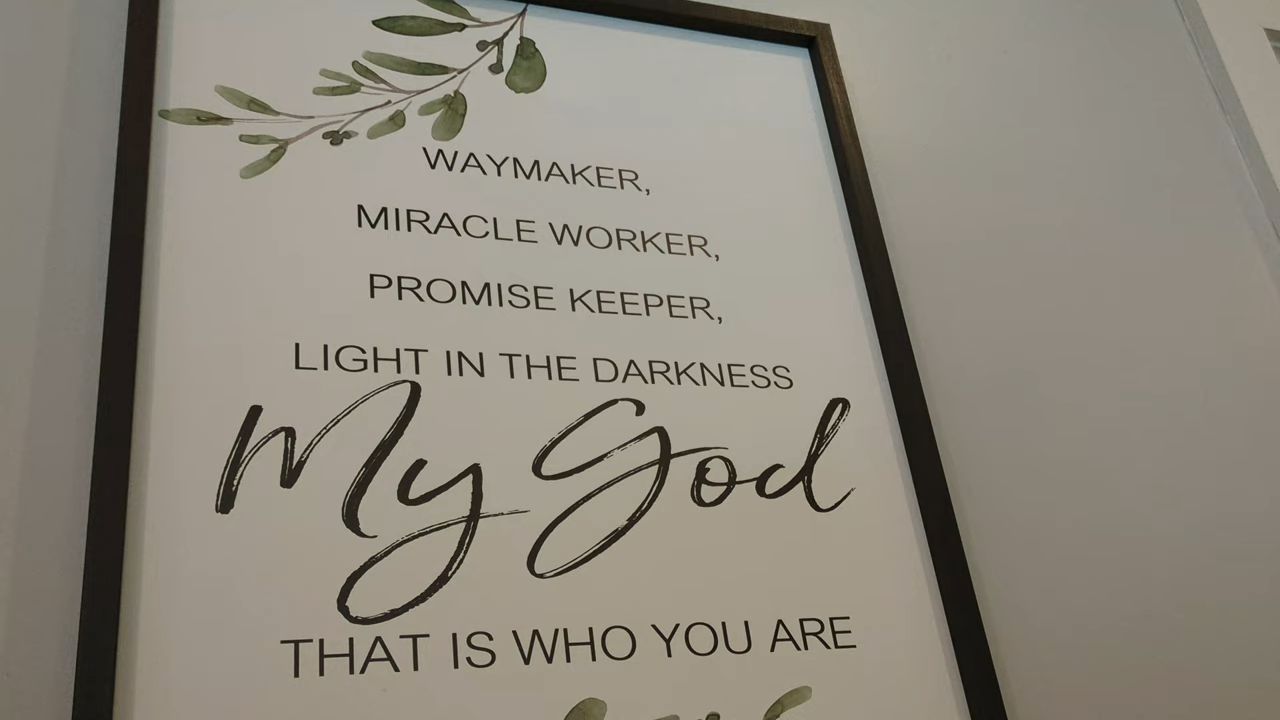 WAYMAKER,
MIRACLE WORKER,
PROMISE KEEPER,
LIGHT IN THE DARKNESS
My God
THAT IS WHO YOU ARE